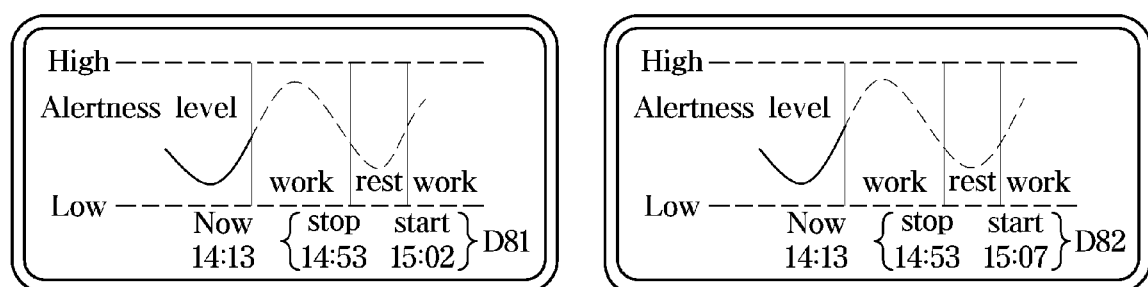 High
Alertness level
work rest work
Low
Now stop start
14:13 14:53 15:02 D81
High
Alertness level
work rest work
Low
Now stop start
14:13 14:53 15:07 D82